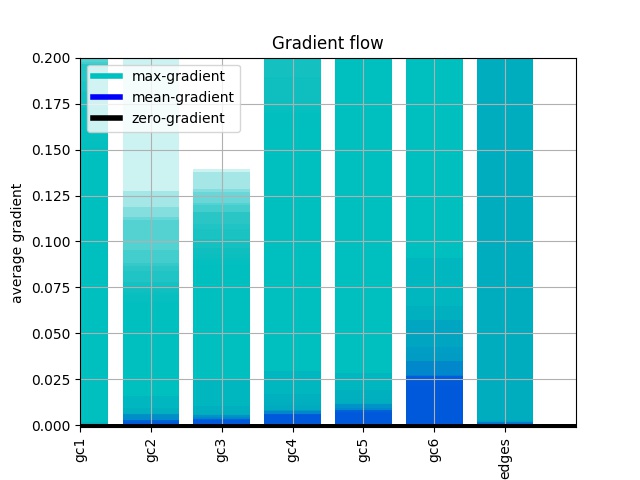 Gradient flow
max-gradient
mean-gradient
zero-gradient
average gradient
0.200
0.175
0.150
0.125
0.100
0.075
0.050
0.025
0.000
gc1
gc2
gc3
gc4
gc5
gc6
edges